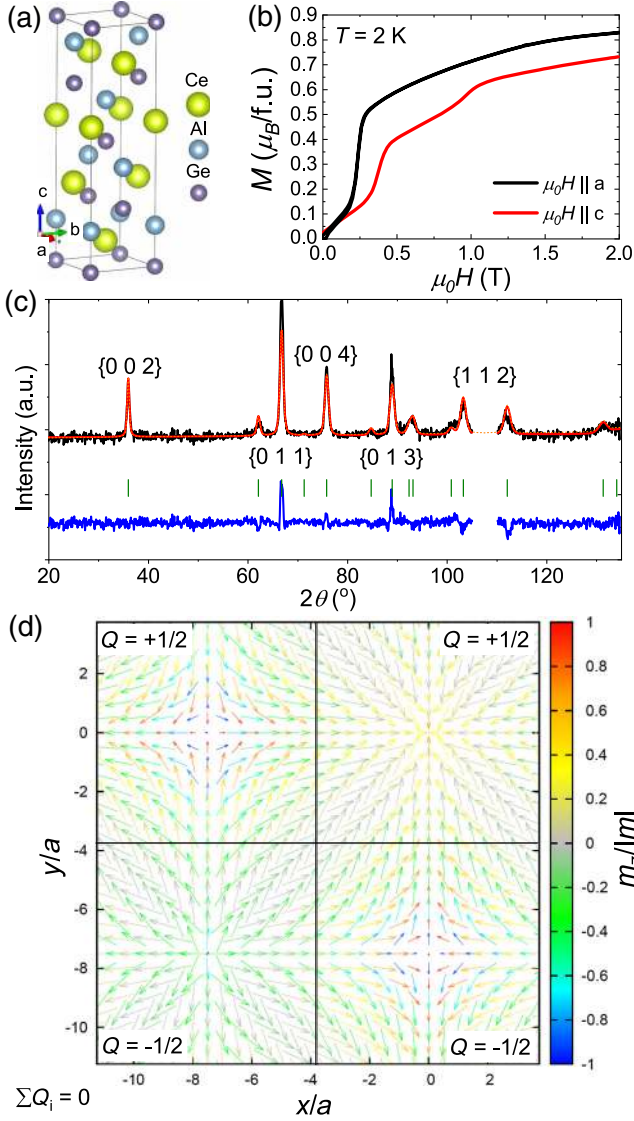 (a)
Ce
Al
Ge
c
b
a
(b)
T = 2 K
M (μB/f.u.)
0.8
0.7
0.6
0.5
0.4
0.3
0.2
0.1
0.0
μ0H || a
μ0H || c
0.0 0.5 1.0 1.5 2.0
μ0H (T)
(c)
Intensity (a.u.)
{0 0 2}
{0 0 4}
{1 1 2}
{0 1 1}
{0 1 3}
20 40 60 80 100 120
2θ (°)
(d)
Q = +1/2
Q = +1/2
2
0
-2
-4
-6
-8
-10
y/a
Q = -1/2
Q = -1/2
-10 -8 -6 -4 -2 0 2
x/a
ΣQi = 0
1
0.8
0.6
0.4
0.2
0
-0.2
-0.4
-0.6
-0.8
-1
mz/|m|